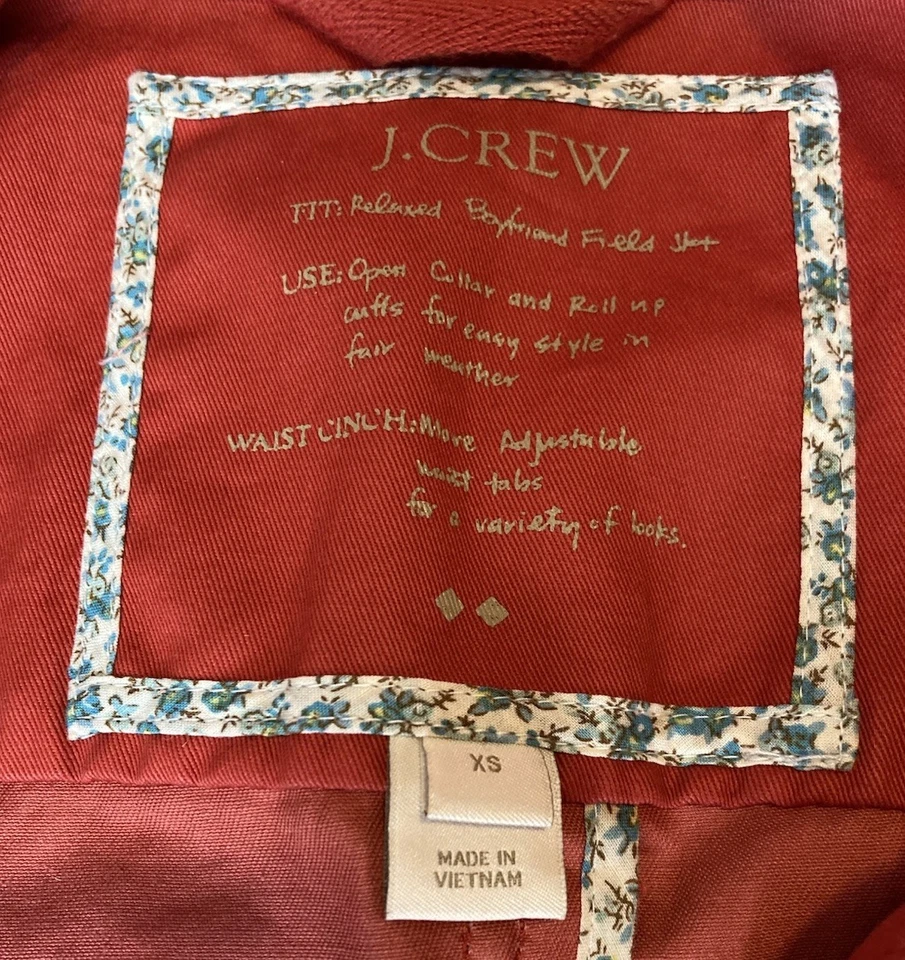 J.CREW
FIT: Relaxed Boyfriend Field Jkt
USE: Open Collar and Roll up
cuffs for easy style in
fair weather
WAIST CINCH: Move Adjustable
waist tabs
for a variety of looks.
XS
MADE IN
VIETNAM